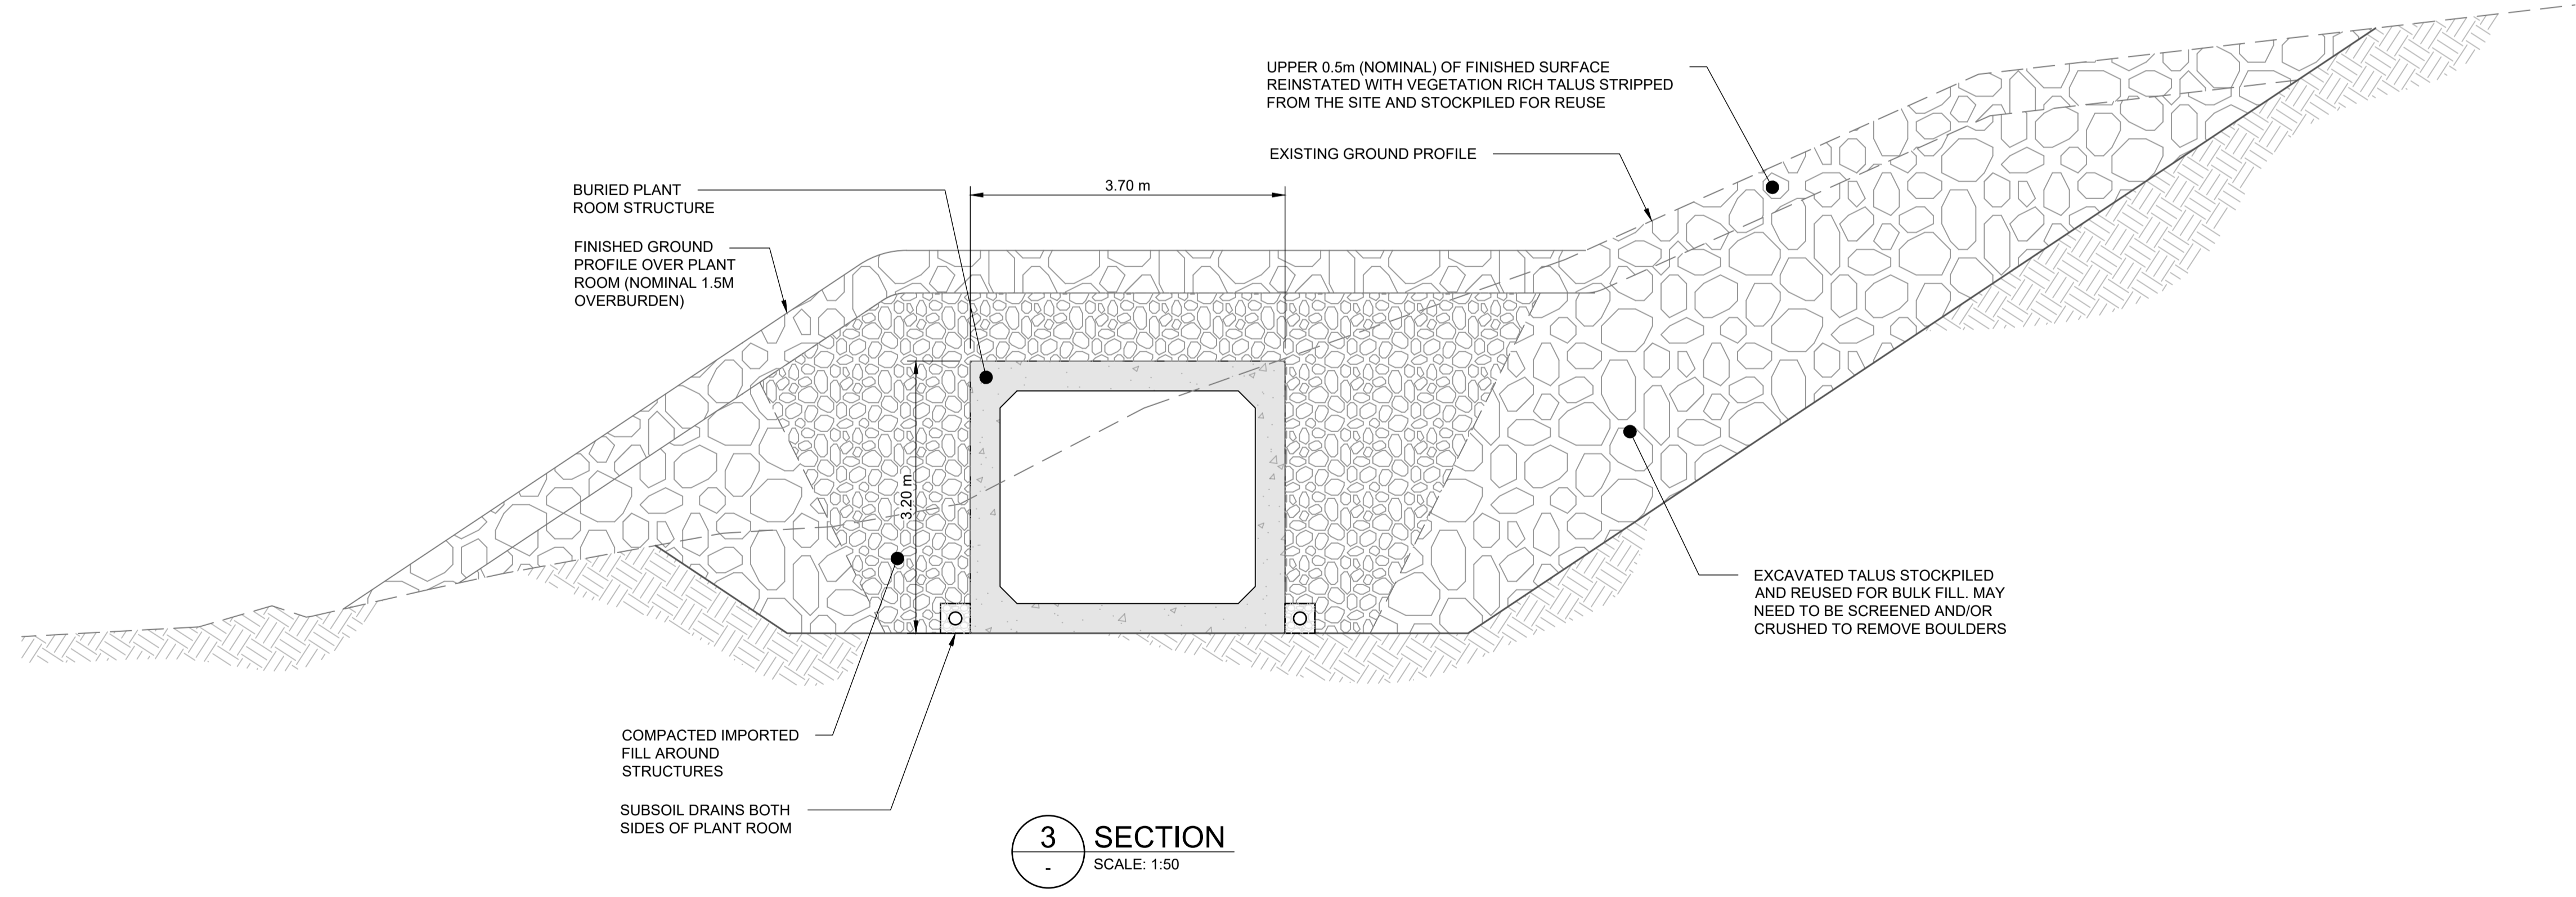 UPPER 0.5m (NOMINAL) OF FINISHED SURFACE
REINSTATED WITH VEGETATION RICH TALUS STRIPPED
FROM THE SITE AND STOCKPILED FOR REUSE
EXISTING GROUND PROFILE
BURIED PLANT
ROOM STRUCTURE
3.70 m
FINISHED GROUND
PROFILE OVER PLANT
ROOM (NOMINAL 1.5M
OVERBURDEN)
3.20 m
EXCAVATED TALUS STOCKPILED
AND REUSED FOR BULK FILL. MAY
NEED TO BE SCREENED AND/OR
CRUSHED TO REMOVE BOULDERS
COMPACTED IMPORTED
FILL AROUND
STRUCTURES
SUBSOIL DRAINS BOTH
SIDES OF PLANT ROOM
3
-
SECTION
SCALE: 1:50